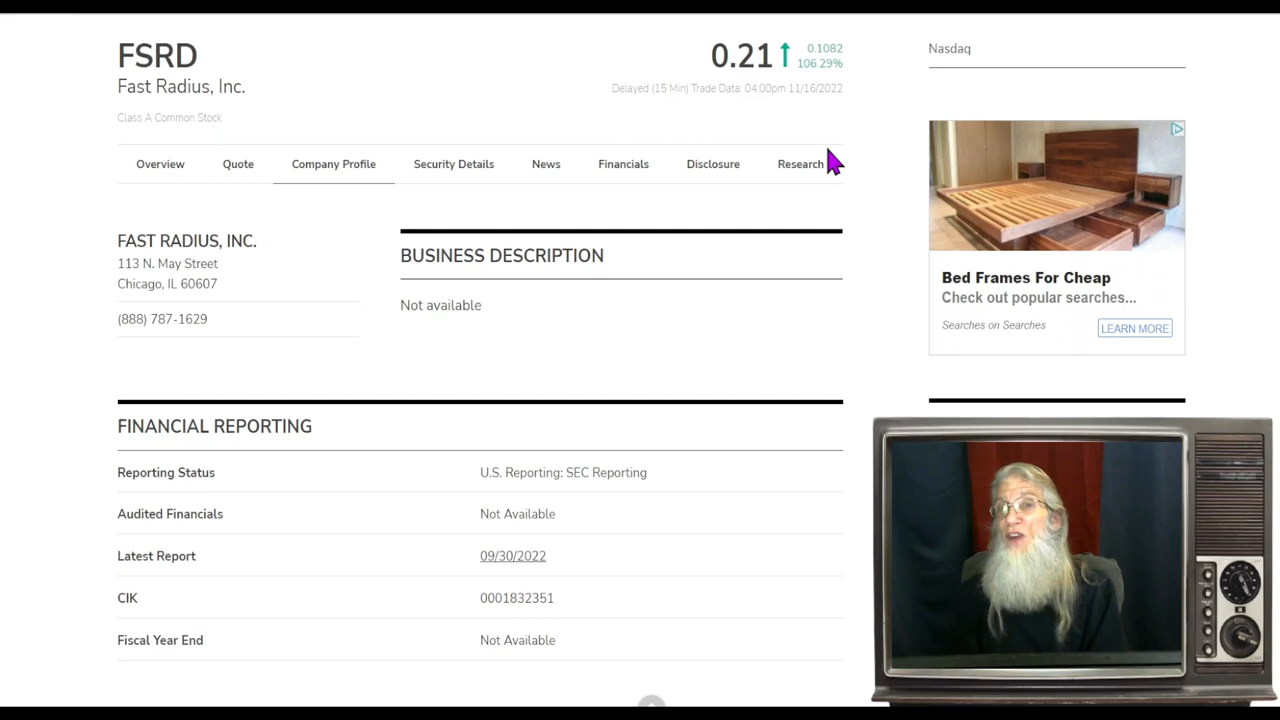 FSRD
Fast Radius, Inc.
Class A Common Stock
0.21
0.1082
106.29%
Delayed (15 Min) Trade Data: 04:00pm 11/16/2022
Nasdaq
Overview Quote Company Profile Security Details News Financials Disclosure Research
FAST RADIUS, INC.
113 N. May Street
Chicago, IL 60607
(888) 787-1629
BUSINESS DESCRIPTION
Not available
Bed Frames For Cheap
Check out popular searches...
Searches on Searches
LEARN MORE
FINANCIAL REPORTING
Reporting Status U.S. Reporting: SEC Reporting
Audited Financials Not Available
Latest Report 09/30/2022
CIK 0001832351
Fiscal Year End Not Available